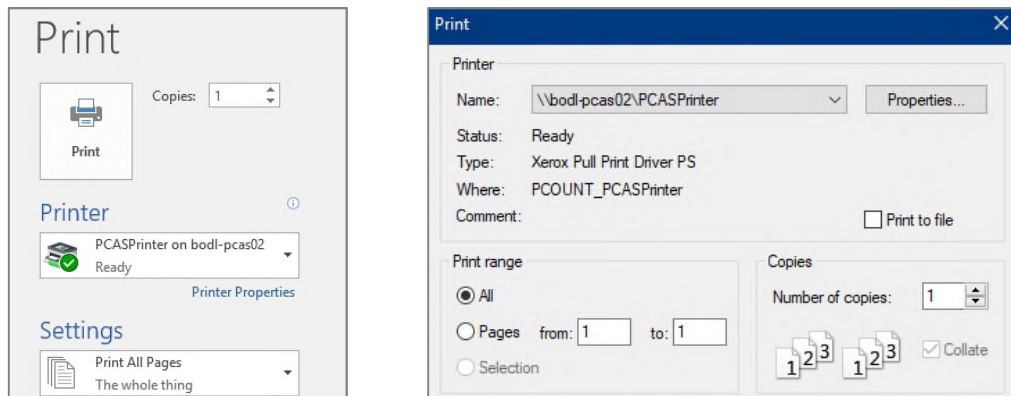 Print
Copies: 1
Print
Printer
PCASPrinter on bodl-pcas02
Ready
Printer Properties
Settings
Print All Pages
The whole thing
Print
Printer
Name: \\bodl-pcas02\PCASPrinter Properties...
Status: Ready
Type: Xerox Pull Print Driver PS
Where: PCOUNT_PCASPrinter
Comment: Print to file
Print range
All
Pages from: 1 to: 1
Selection
Copies
Number of copies: 1
1 2 3 1 2 3 Collate